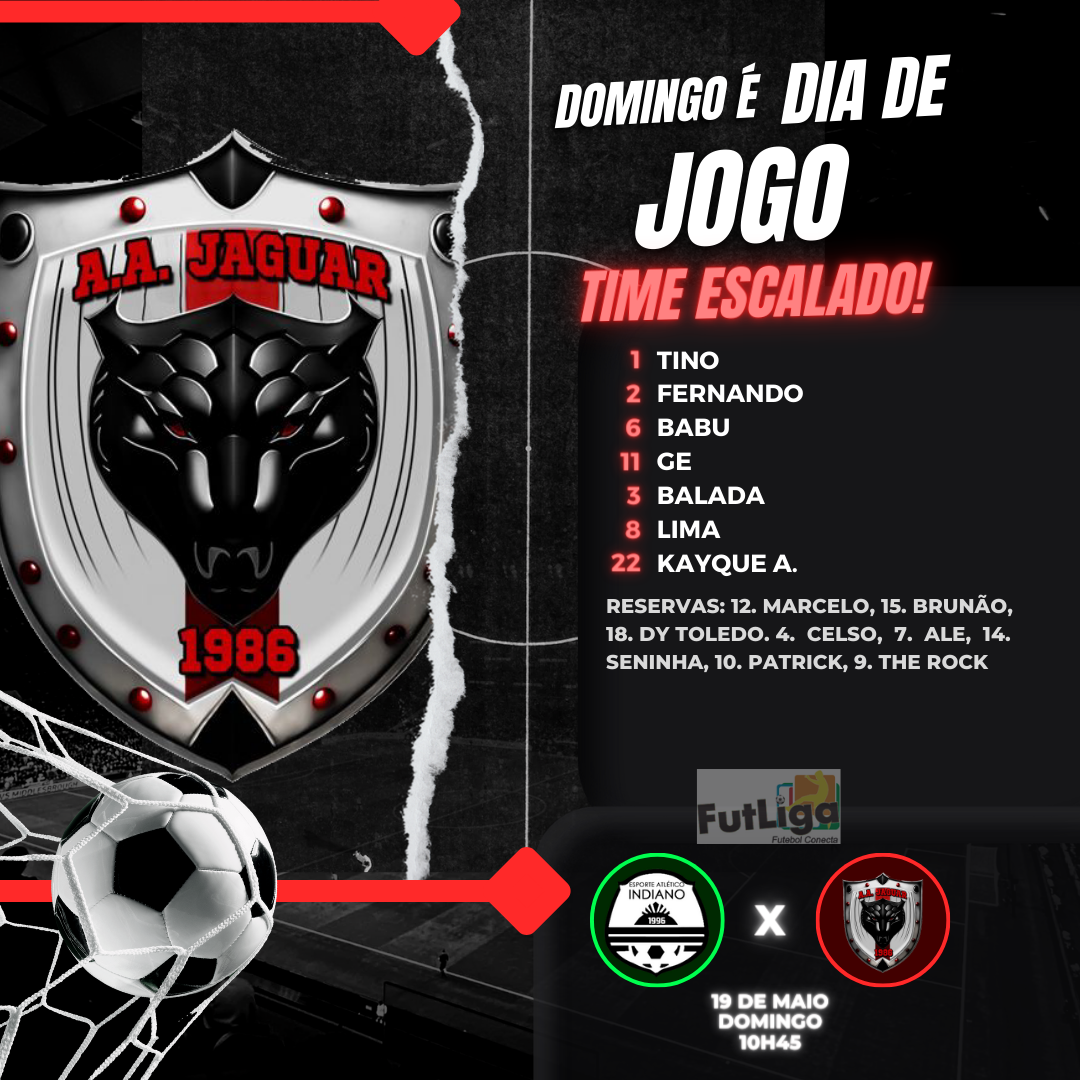 DOMINGO É DIA DE
JOGO
TIME ESCALADO!
A.A. JAGUAR
1986
1 TINO
2 FERNANDO
6 BABU
11 GE
3 BALADA
8 LIMA
22 KAYQUE A.
RESERVAS: 12. MARCELO, 15. BRUNÃO,
18. DY TOLEDO. 4. CELSO, 7. ALE, 14.
SENINHA, 10. PATRICK, 9. THE ROCK
FutLiga
Futebol Conecta
ESPORTE ATLÉTICO
INDIANO
1996
X
A.A. JAGUAR
1986
19 DE MAIO
DOMINGO
10H45